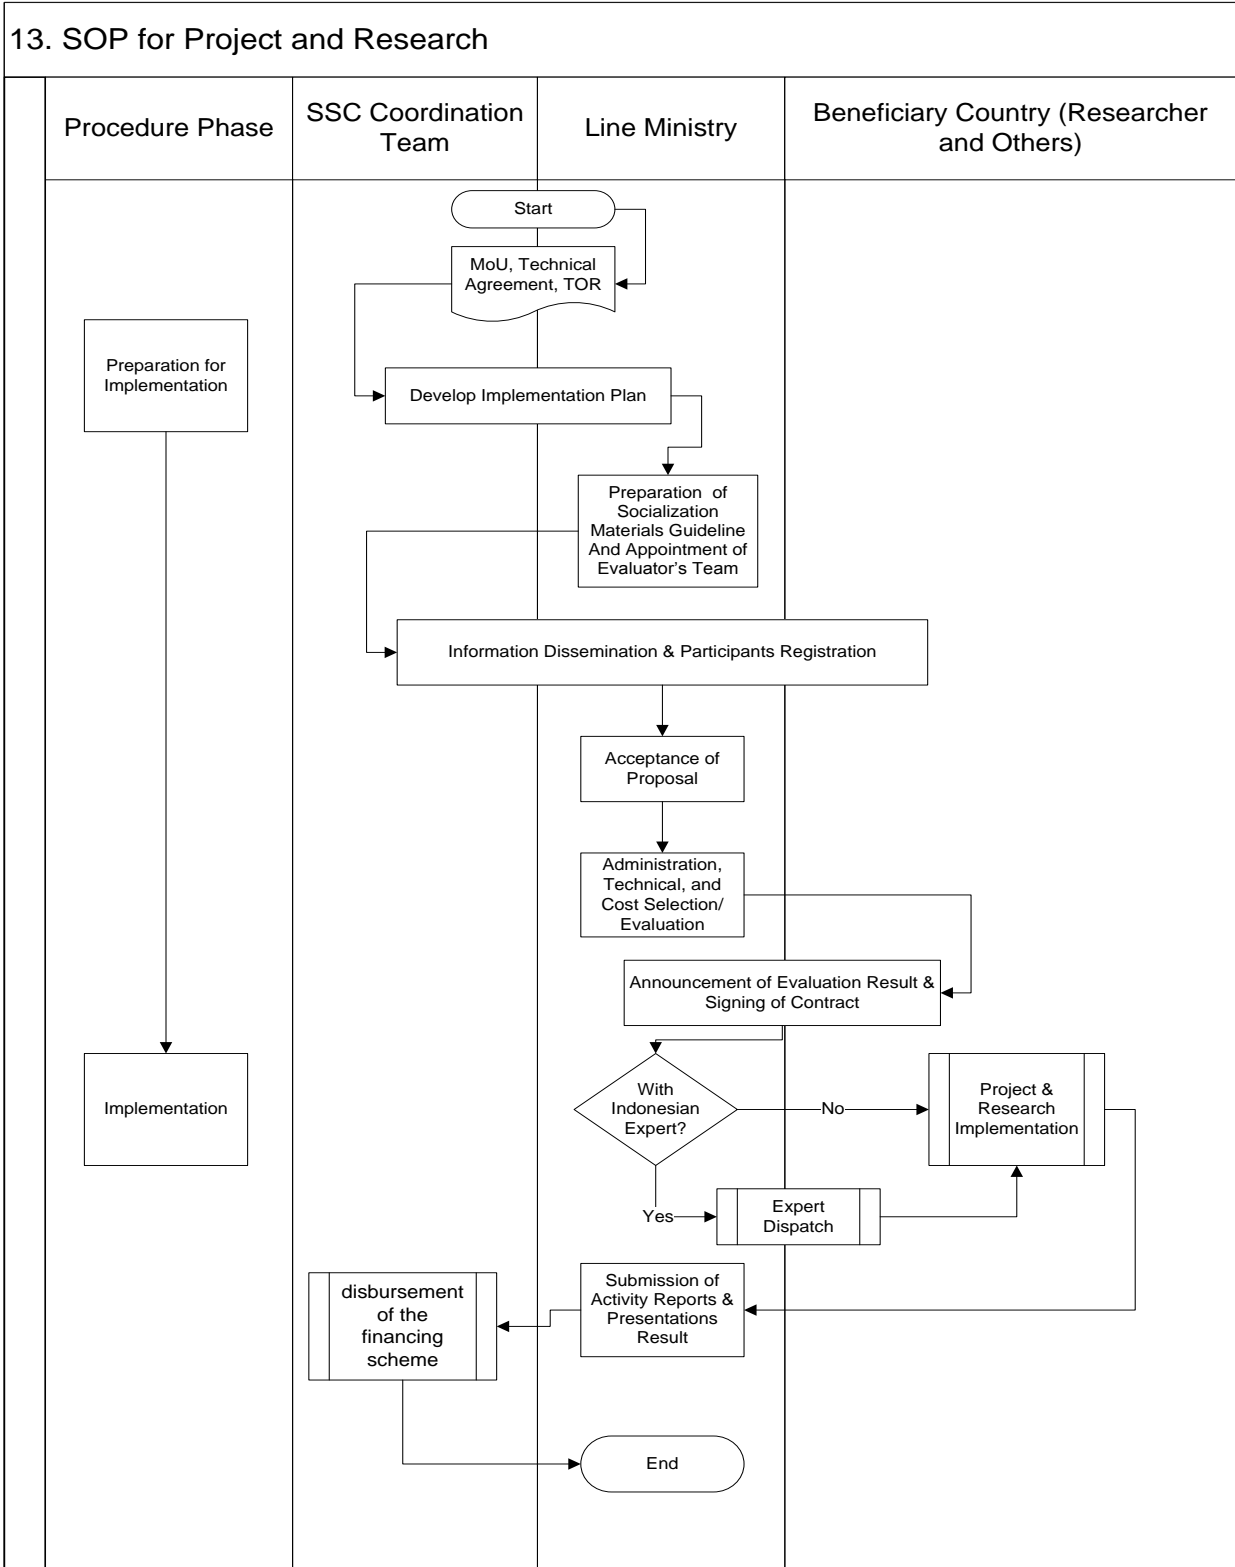 13. SOP for Project and Research
Procedure Phase
SSC Coordination
Team
Line Ministry
Beneficiary Country (Researcher
and Others)
Start
MoU, Technical
Agreement, TOR
Preparation for
Implementation
Develop Implementation Plan
Preparation of
Socialization
Materials Guideline
And Appointment of
Evaluator’s Team
Information Dissemination & Participants Registration
Acceptance of
Proposal
Administration,
Technical, and
Cost Selection/
Evaluation
Announcement of Evaluation Result &
Signing of Contract
Implementation
With
Indonesian
Expert?
No
Project &
Research
Implementation
Yes
Expert
Dispatch
disbursement
of the
financing
scheme
Submission of
Activity Reports &
Presentations
Result
End